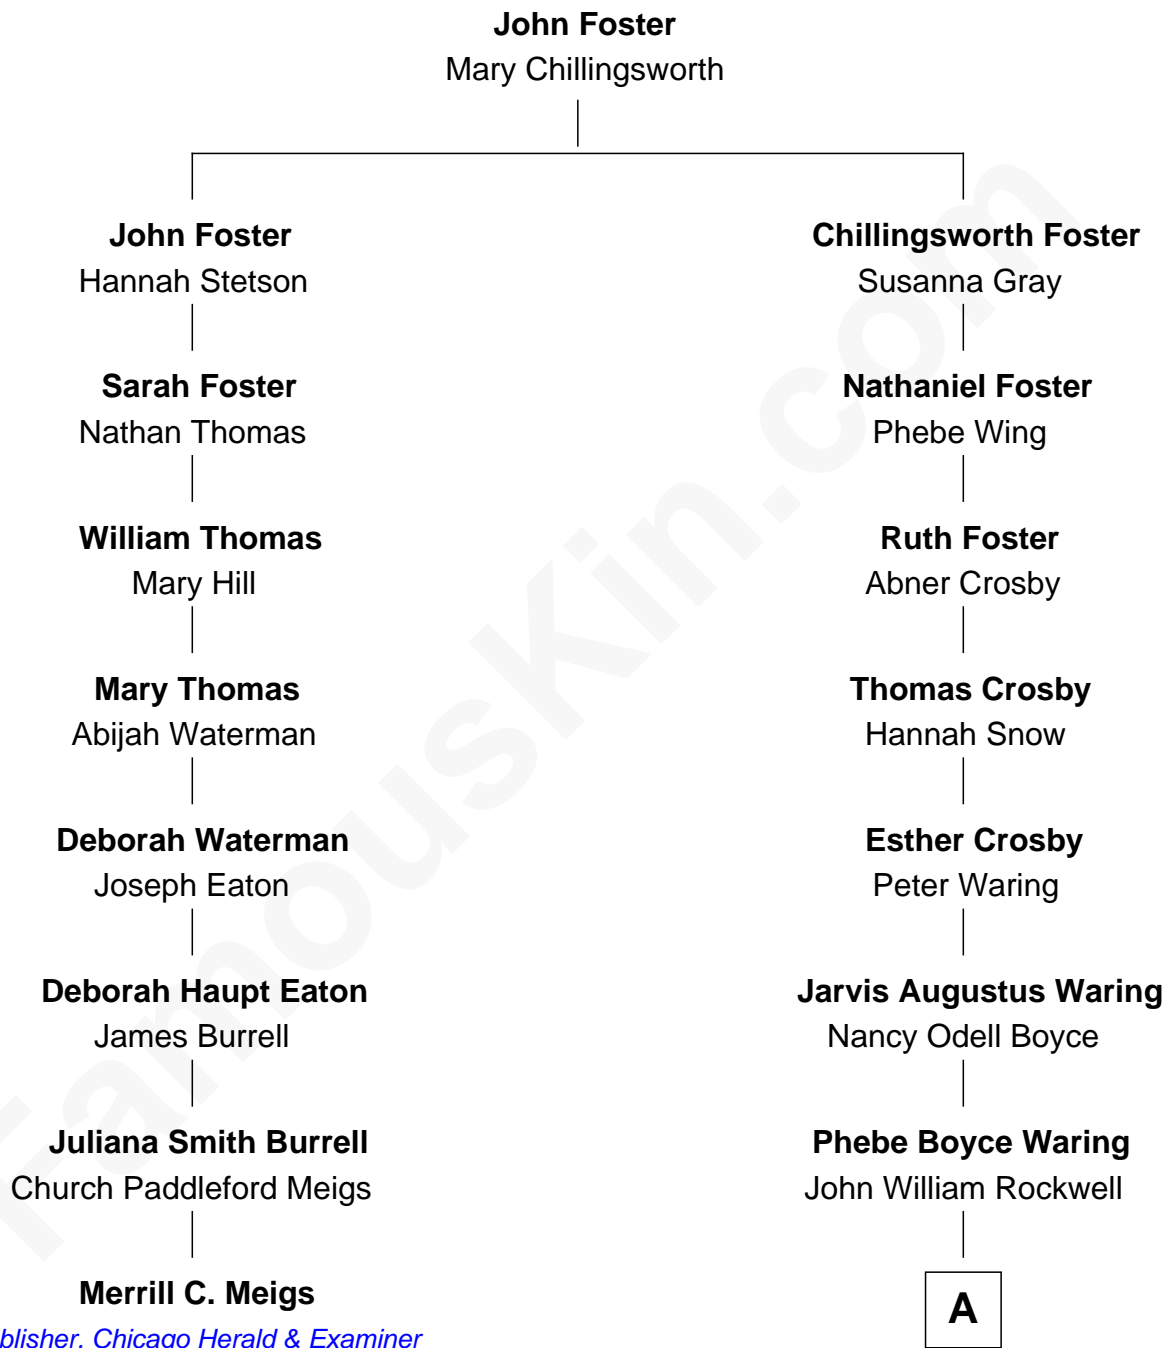 John Foster
Mary Chillingsworth
John Foster
Hannah Stetson
Chillingsworth Foster
Susanna Gray
Sarah Foster
Nathan Thomas
Nathaniel Foster
Phebe Wing
William Thomas
Mary Hill
Ruth Foster
Abner Crosby
Mary Thomas
Abijah Waterman
Thomas Crosby
Hannah Snow
Deborah Waterman
Joseph Eaton
Esther Crosby
Peter Waring
Deborah Haupt Eaton
James Burrell
Jarvis Augustus Waring
Nancy Odell Boyce
Juliana Smith Burrell
Church Paddleford Meigs
Phebe Boyce Waring
John William Rockwell
Merrill C. Meigs
blisher, Chicago Herald & Examiner
A
FamousKin.com